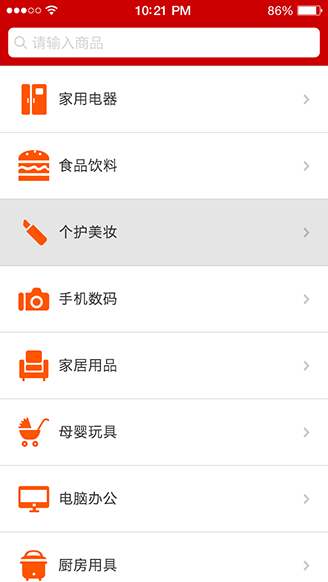 10:21 PM
86%
请输入商品
家用电器
食品饮料
个护美妆
手机数码
家居用品
母婴玩具
电脑办公
厨房用具